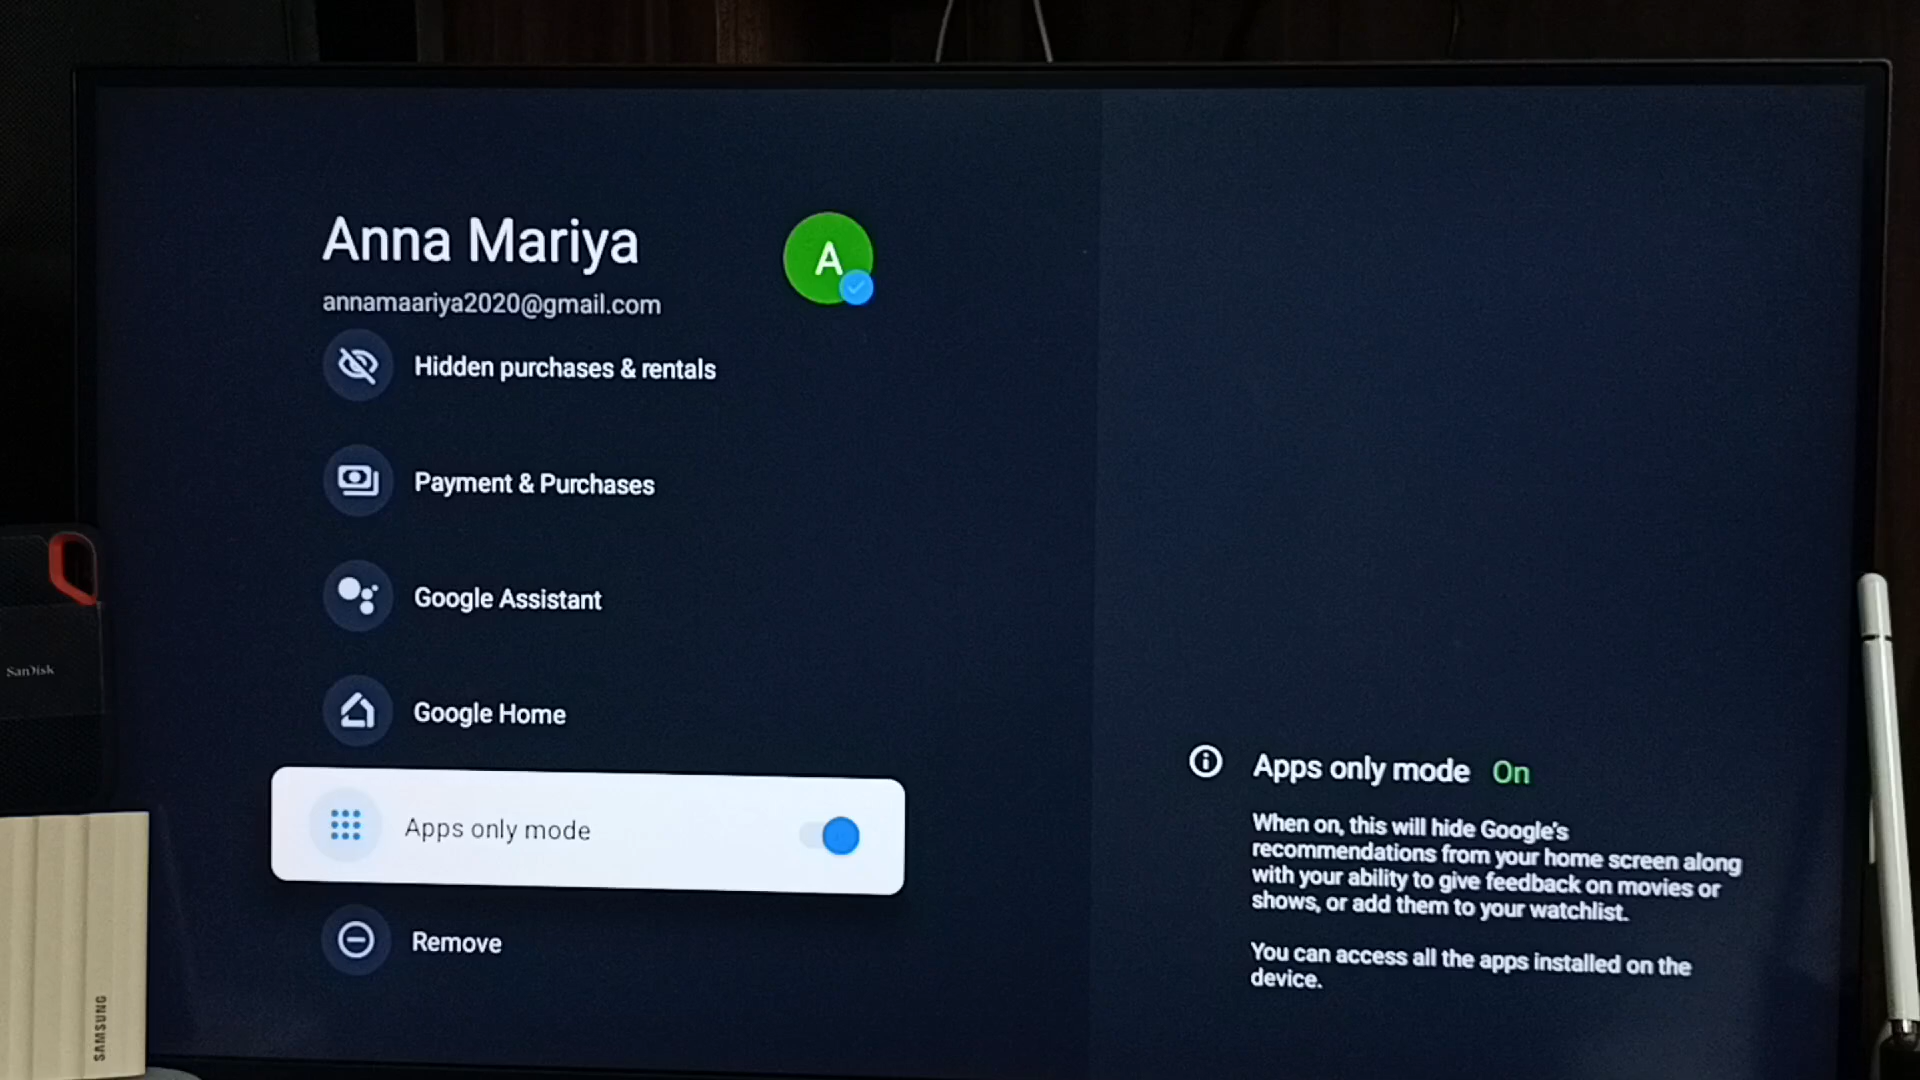 Anna Mariya
A
annamaariya2020@gmail.com
Hidden purchases & rentals
Payment & Purchases
Google Assistant
Google Home
Apps only mode
Remove
Apps only mode On
When on, this will hide Google's
recommendations from your home screen along
with your ability to give feedback on movies or
shows, or add them to your watchlist.
You can access all the apps installed on the
device.
SanDisk
SAMSUNG